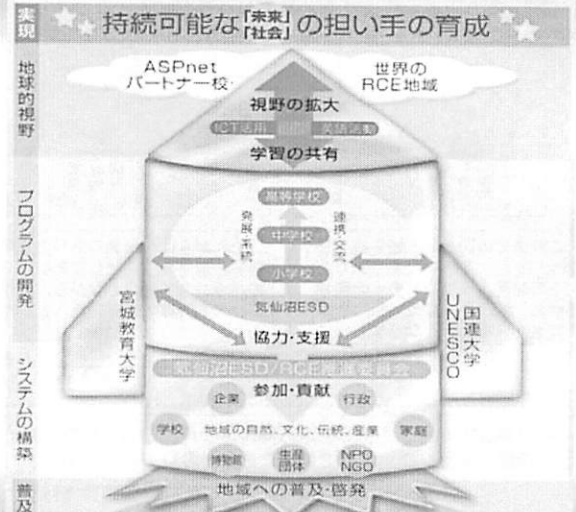 実現
持続可能な「未来」「社会」の担い手の育成
地球的視野
ASPnet
パートナー校
世界の
RCE地域
視野の拡大
ICT活用
英語活動
学習の共有
プログラムの開発
高等学校
発展・系統
中学校
連携・交流
小学校
気仙沼ESD
宮城教育大学
協力・支援
国連大学
UNESCO
システムの構築
気仙沼ESD/RCE推進委員会
参加・貢献
企業
行政
学校
地域の自然、文化、伝統、産業
家庭
博物館
生産
団体
NPO
NGO
普及
地域への普及・啓発